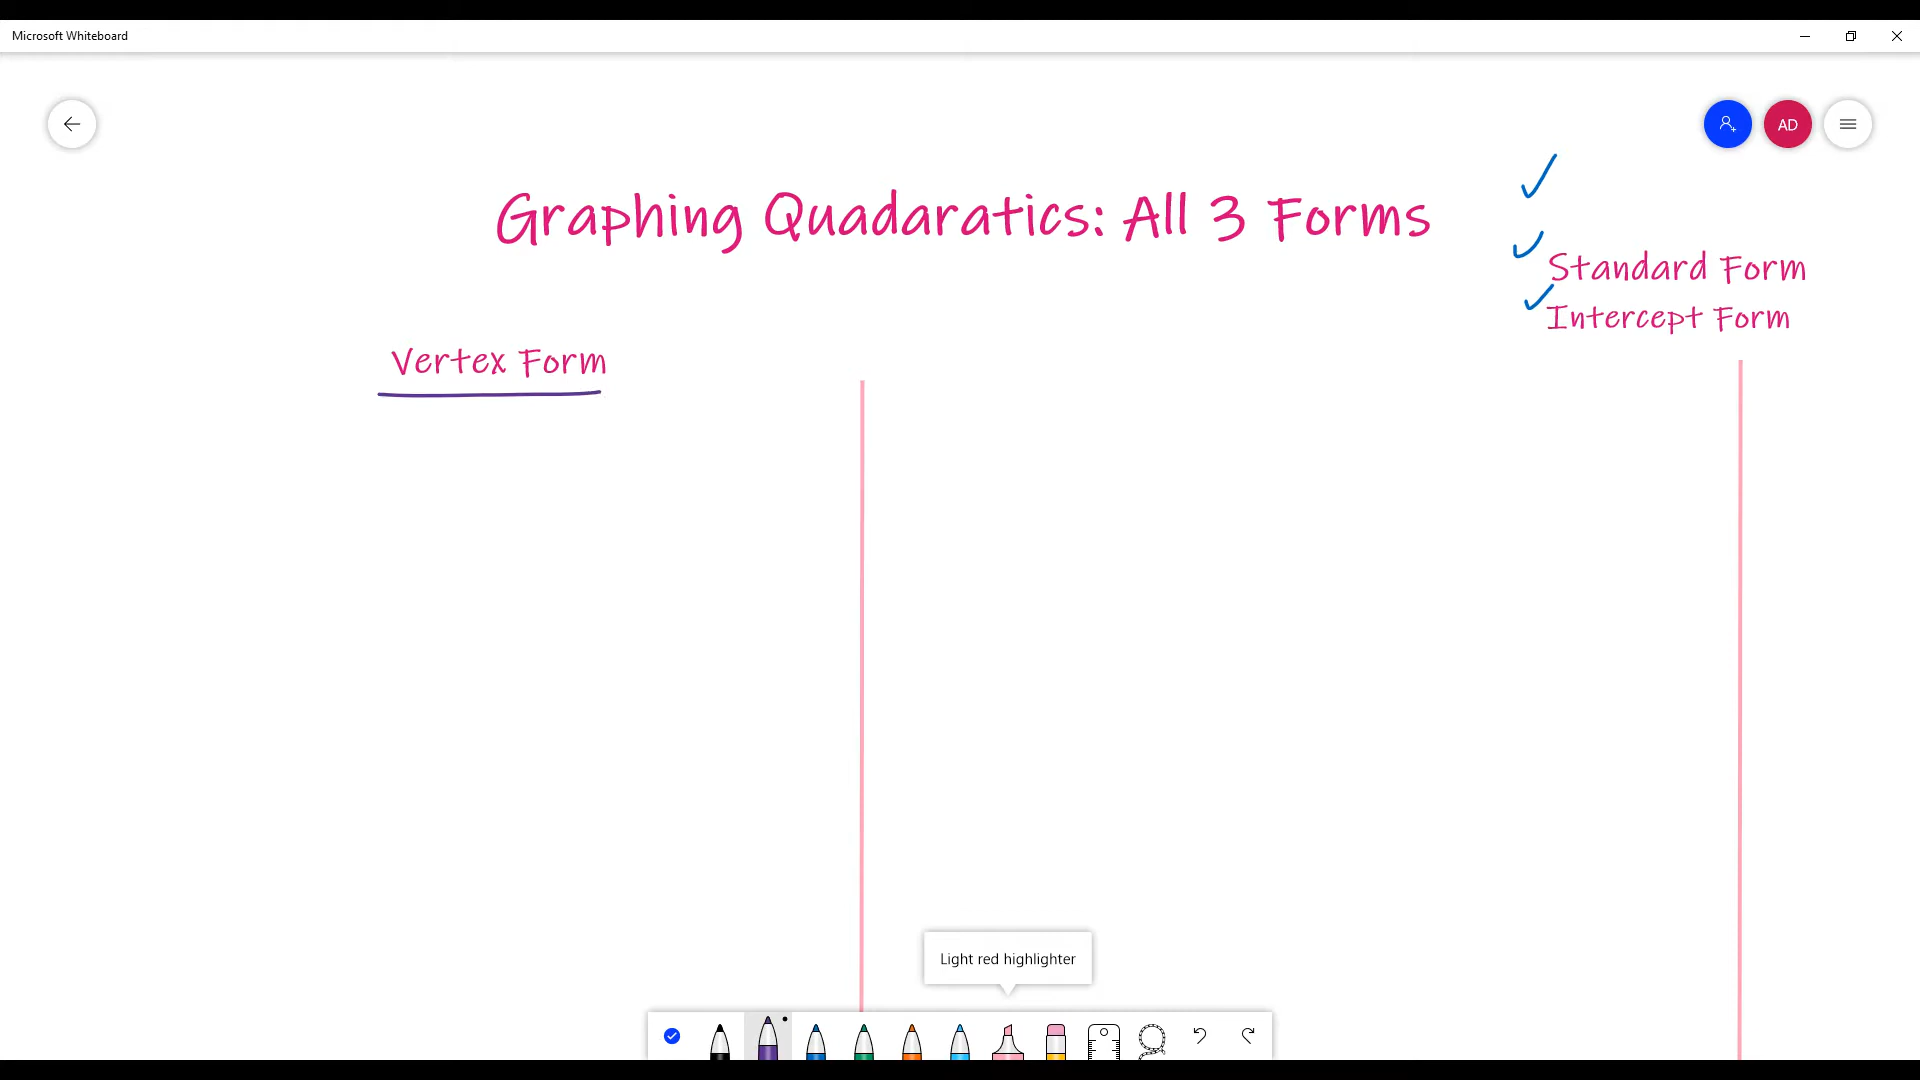 Microsoft Whiteboard
AD
Graphing Quadaratics: All 3 Forms
Standard Form
Intercept Form
Vertex Form
Light red highlighter